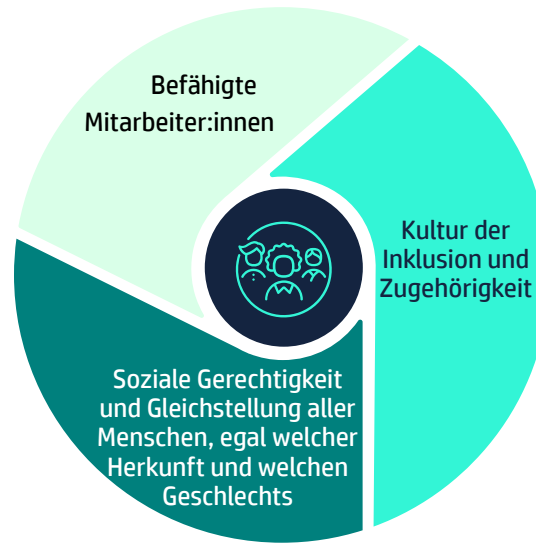 Befähigte
Mitarbeiter:innen
Kultur der
Inklusion und
Zugehörigkeit
Soziale Gerechtigkeit
und Gleichstellung aller
Menschen, egal welcher
Herkunft und welchen
Geschlechts